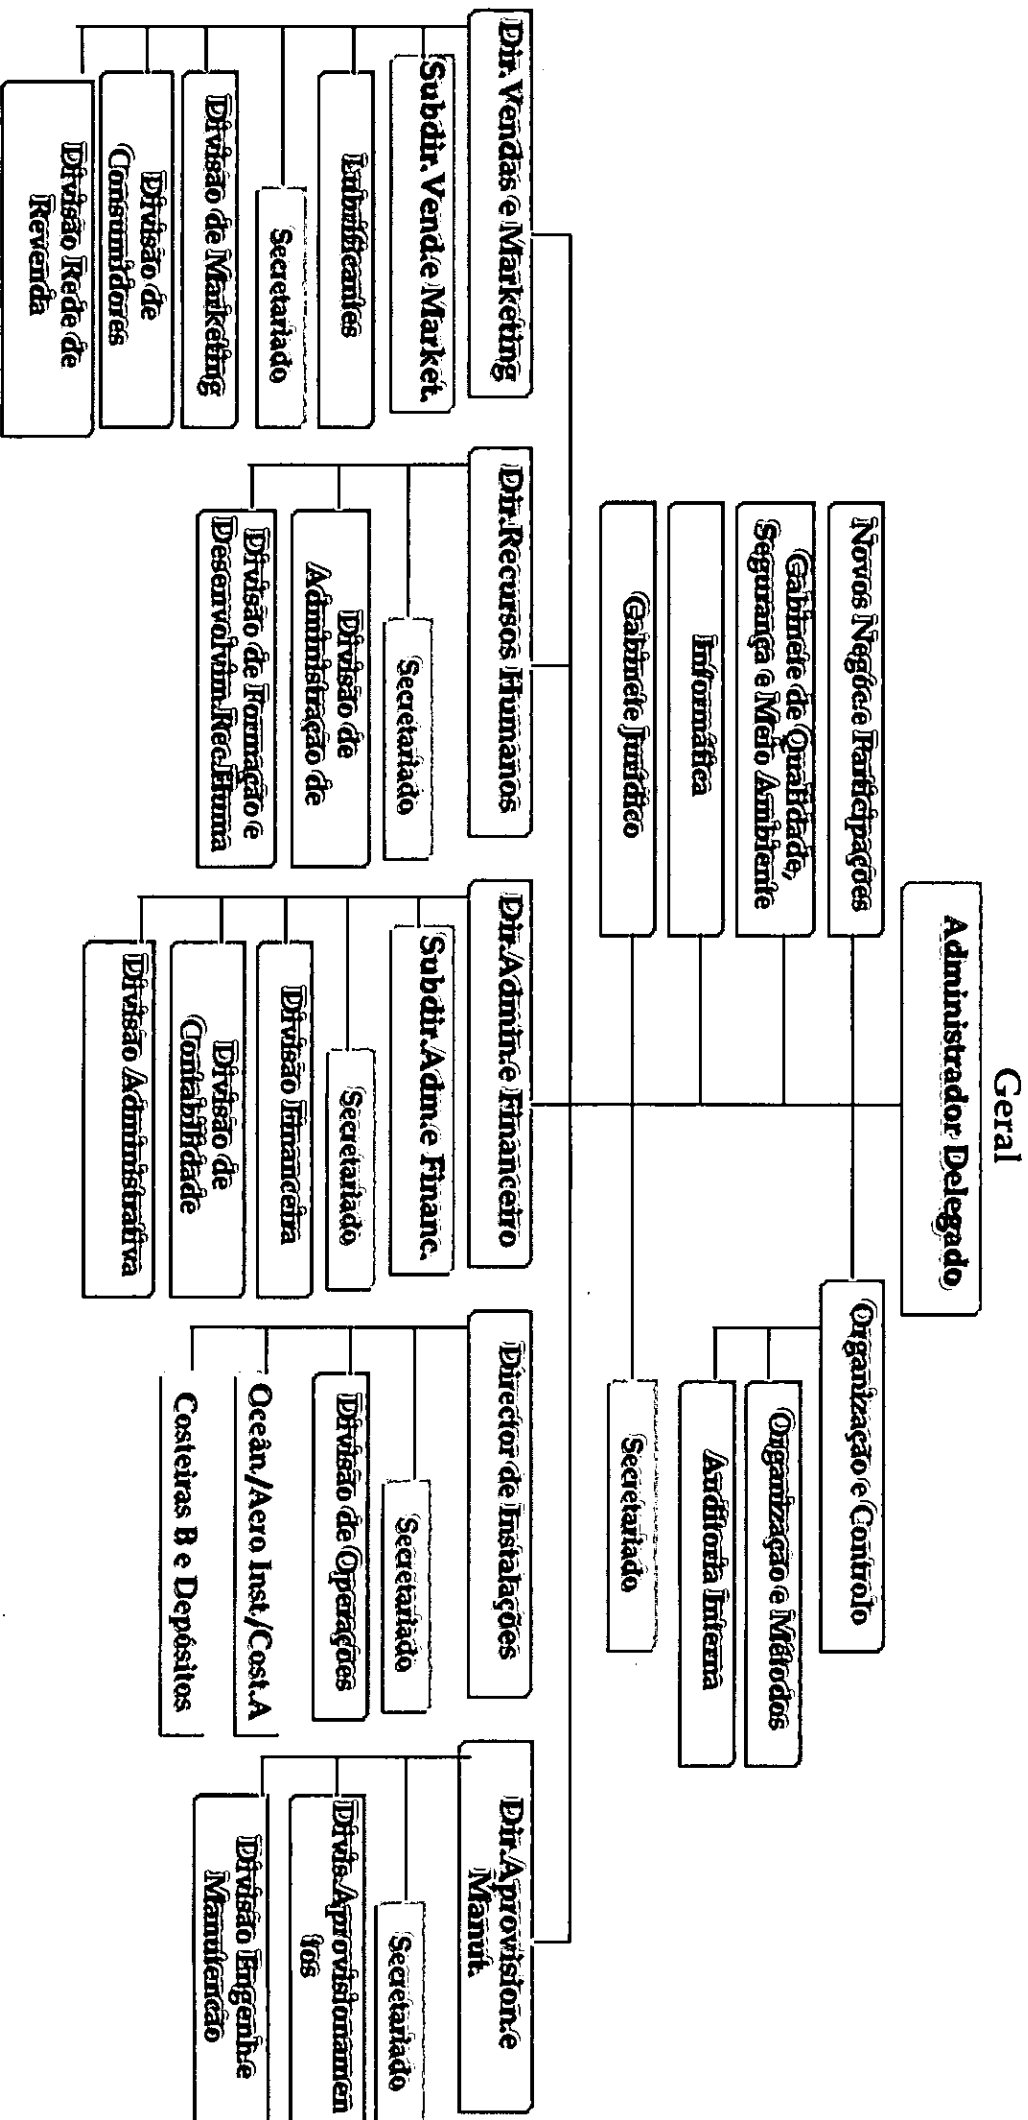 Geral
Administrador Delegado
Novos Negóc.e Participações
Organização e Controlo
Gabinete de Qualidade,
Segurança e Meio Ambiente
Organização e Métodos
Informática
Auditoria Interna
Gabinete Jurídico
Secretariado
Dir.Vendas e Marketing
Subdir.Vend.e Market.
Lubrificantes
Secretariado
Divisão de Marketing
Divisão de
Consumidores
Divisão Rede de
Revenda
Dir.Recursos Humanos
Secretariado
Divisão de
Administração de
Divisão de Formação e
Desenvolvim.Rec.Huma
Dir.Admin.e Financeiro
Subdir.Adm.e Financ.
Secretariado
Divisão Financeira
Divisão de
Contabilidade
Divisão Administrativa
Director de Instalações
Secretariado
Divisão de Operações
Oceân./Aero Inst./Cost.A
Costeiras B e Depósitos
Dir.Aprovision.e
Manut.
Secretariado
Divis.Aprovisionamen
tos
Divisão Engenh.e
Manutencão